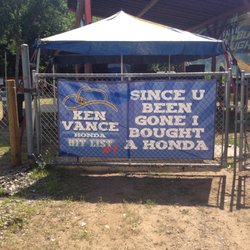 KEN
VANCE
HONDA
HIT LIST
SINCE U
BEEN
GONE I
BOUGHT
A HONDA